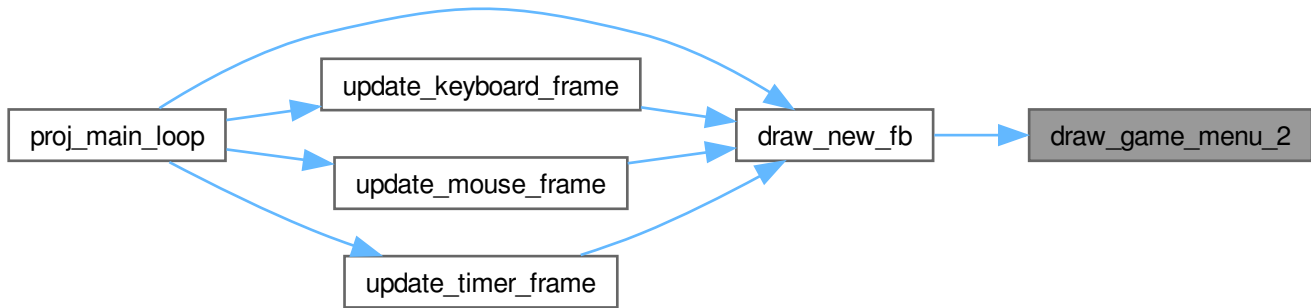 proj_main_loop
update_keyboard_frame
update_mouse_frame
update_timer_frame
draw_new_fb
draw_game_menu_2